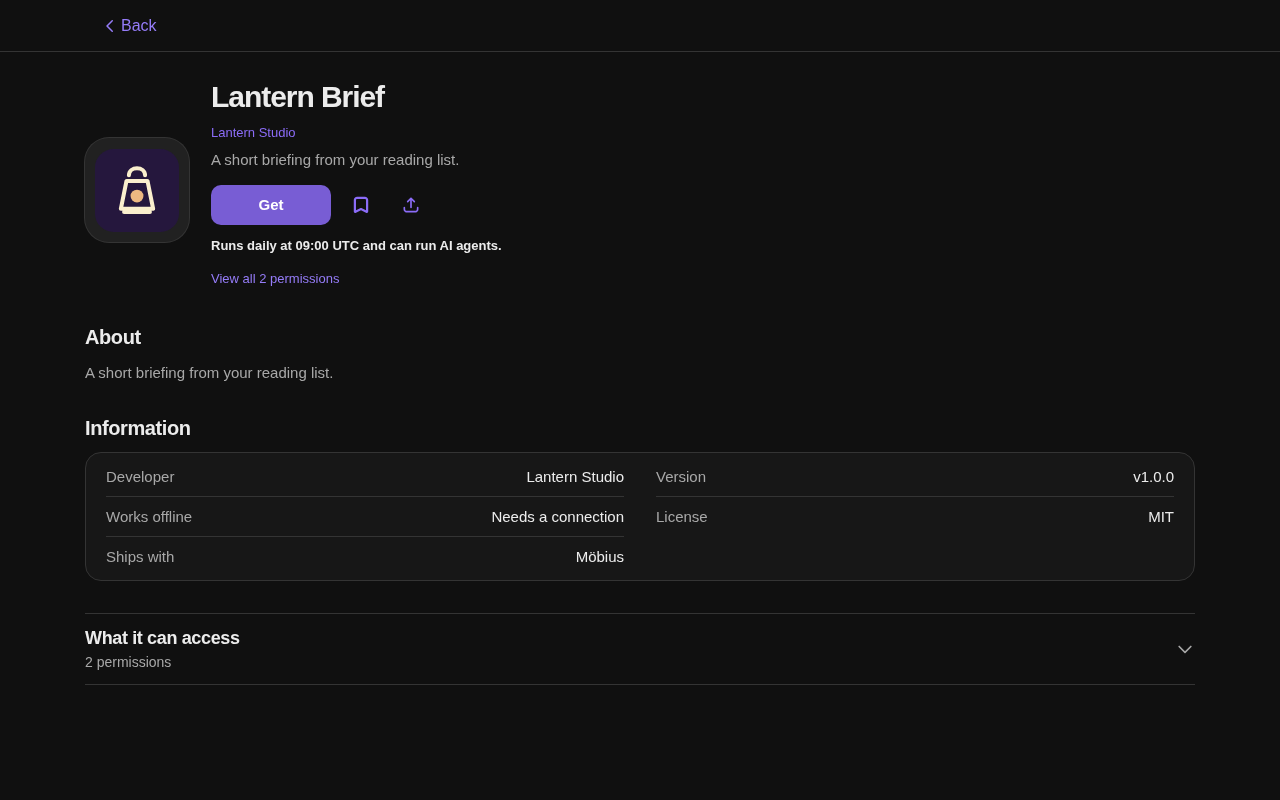 Back
Lantern Brief
Lantern Studio
A short briefing from your reading list.
Get
Runs daily at 09:00 UTC and can run AI agents.
View all 2 permissions
About
A short briefing from your reading list.
Information
Developer Lantern Studio
Version v1.0.0
Works offline Needs a connection
License MIT
Ships with Möbius
What it can access
2 permissions